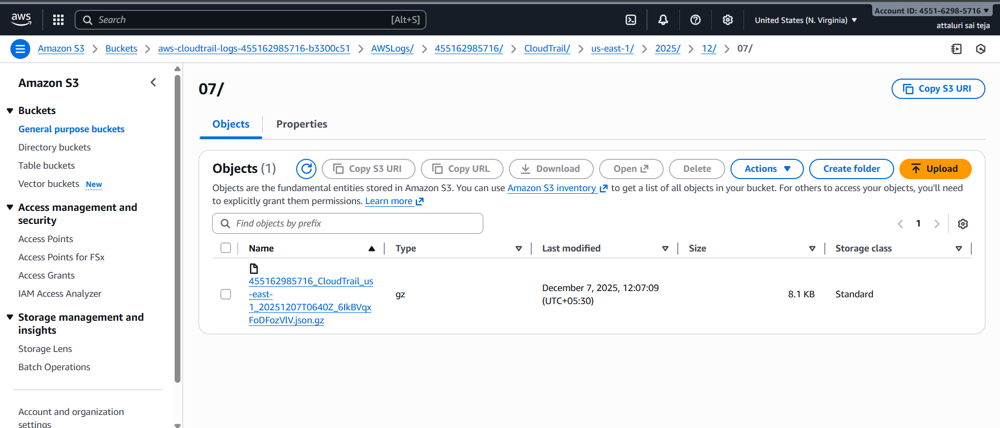 aws
Search
[Alt+S]
United States (N. Virginia)
Account ID: 4551-6298-5716
attaluri sai teja
Amazon S3
Buckets
aws-cloudtrail-logs-455162985716-b3300c51
AWSLogs/
455162985716/
CloudTrail/
us-east-1/
2025/
12/
07/
Amazon S3
Buckets
General purpose buckets
Directory buckets
Table buckets
Vector buckets New
Access management and
security
Access Points
Access Points for FSx
Access Grants
IAM Access Analyzer
Storage management and
insights
Storage Lens
Batch Operations
Account and organization
settings
07/
Copy S3 URI
Objects
Properties
Objects (1)
Copy S3 URI
Copy URL
Download
Open
Delete
Actions
Create folder
Upload
Objects are the fundamental entities stored in Amazon S3. You can use Amazon S3 inventory to get a list of all objects in your bucket. For others to access your objects, you'll need
to explicitly grant them permissions. Learn more
Find objects by prefix
1
Name
Type
Last modified
Size
Storage class
455162985716_CloudTrail_us
-east-
1_20251207T0640Z_6IkBVqx
FoDFozVlV.json.gz
gz
December 7, 2025, 12:07:09
(UTC+05:30)
8.1 KB
Standard